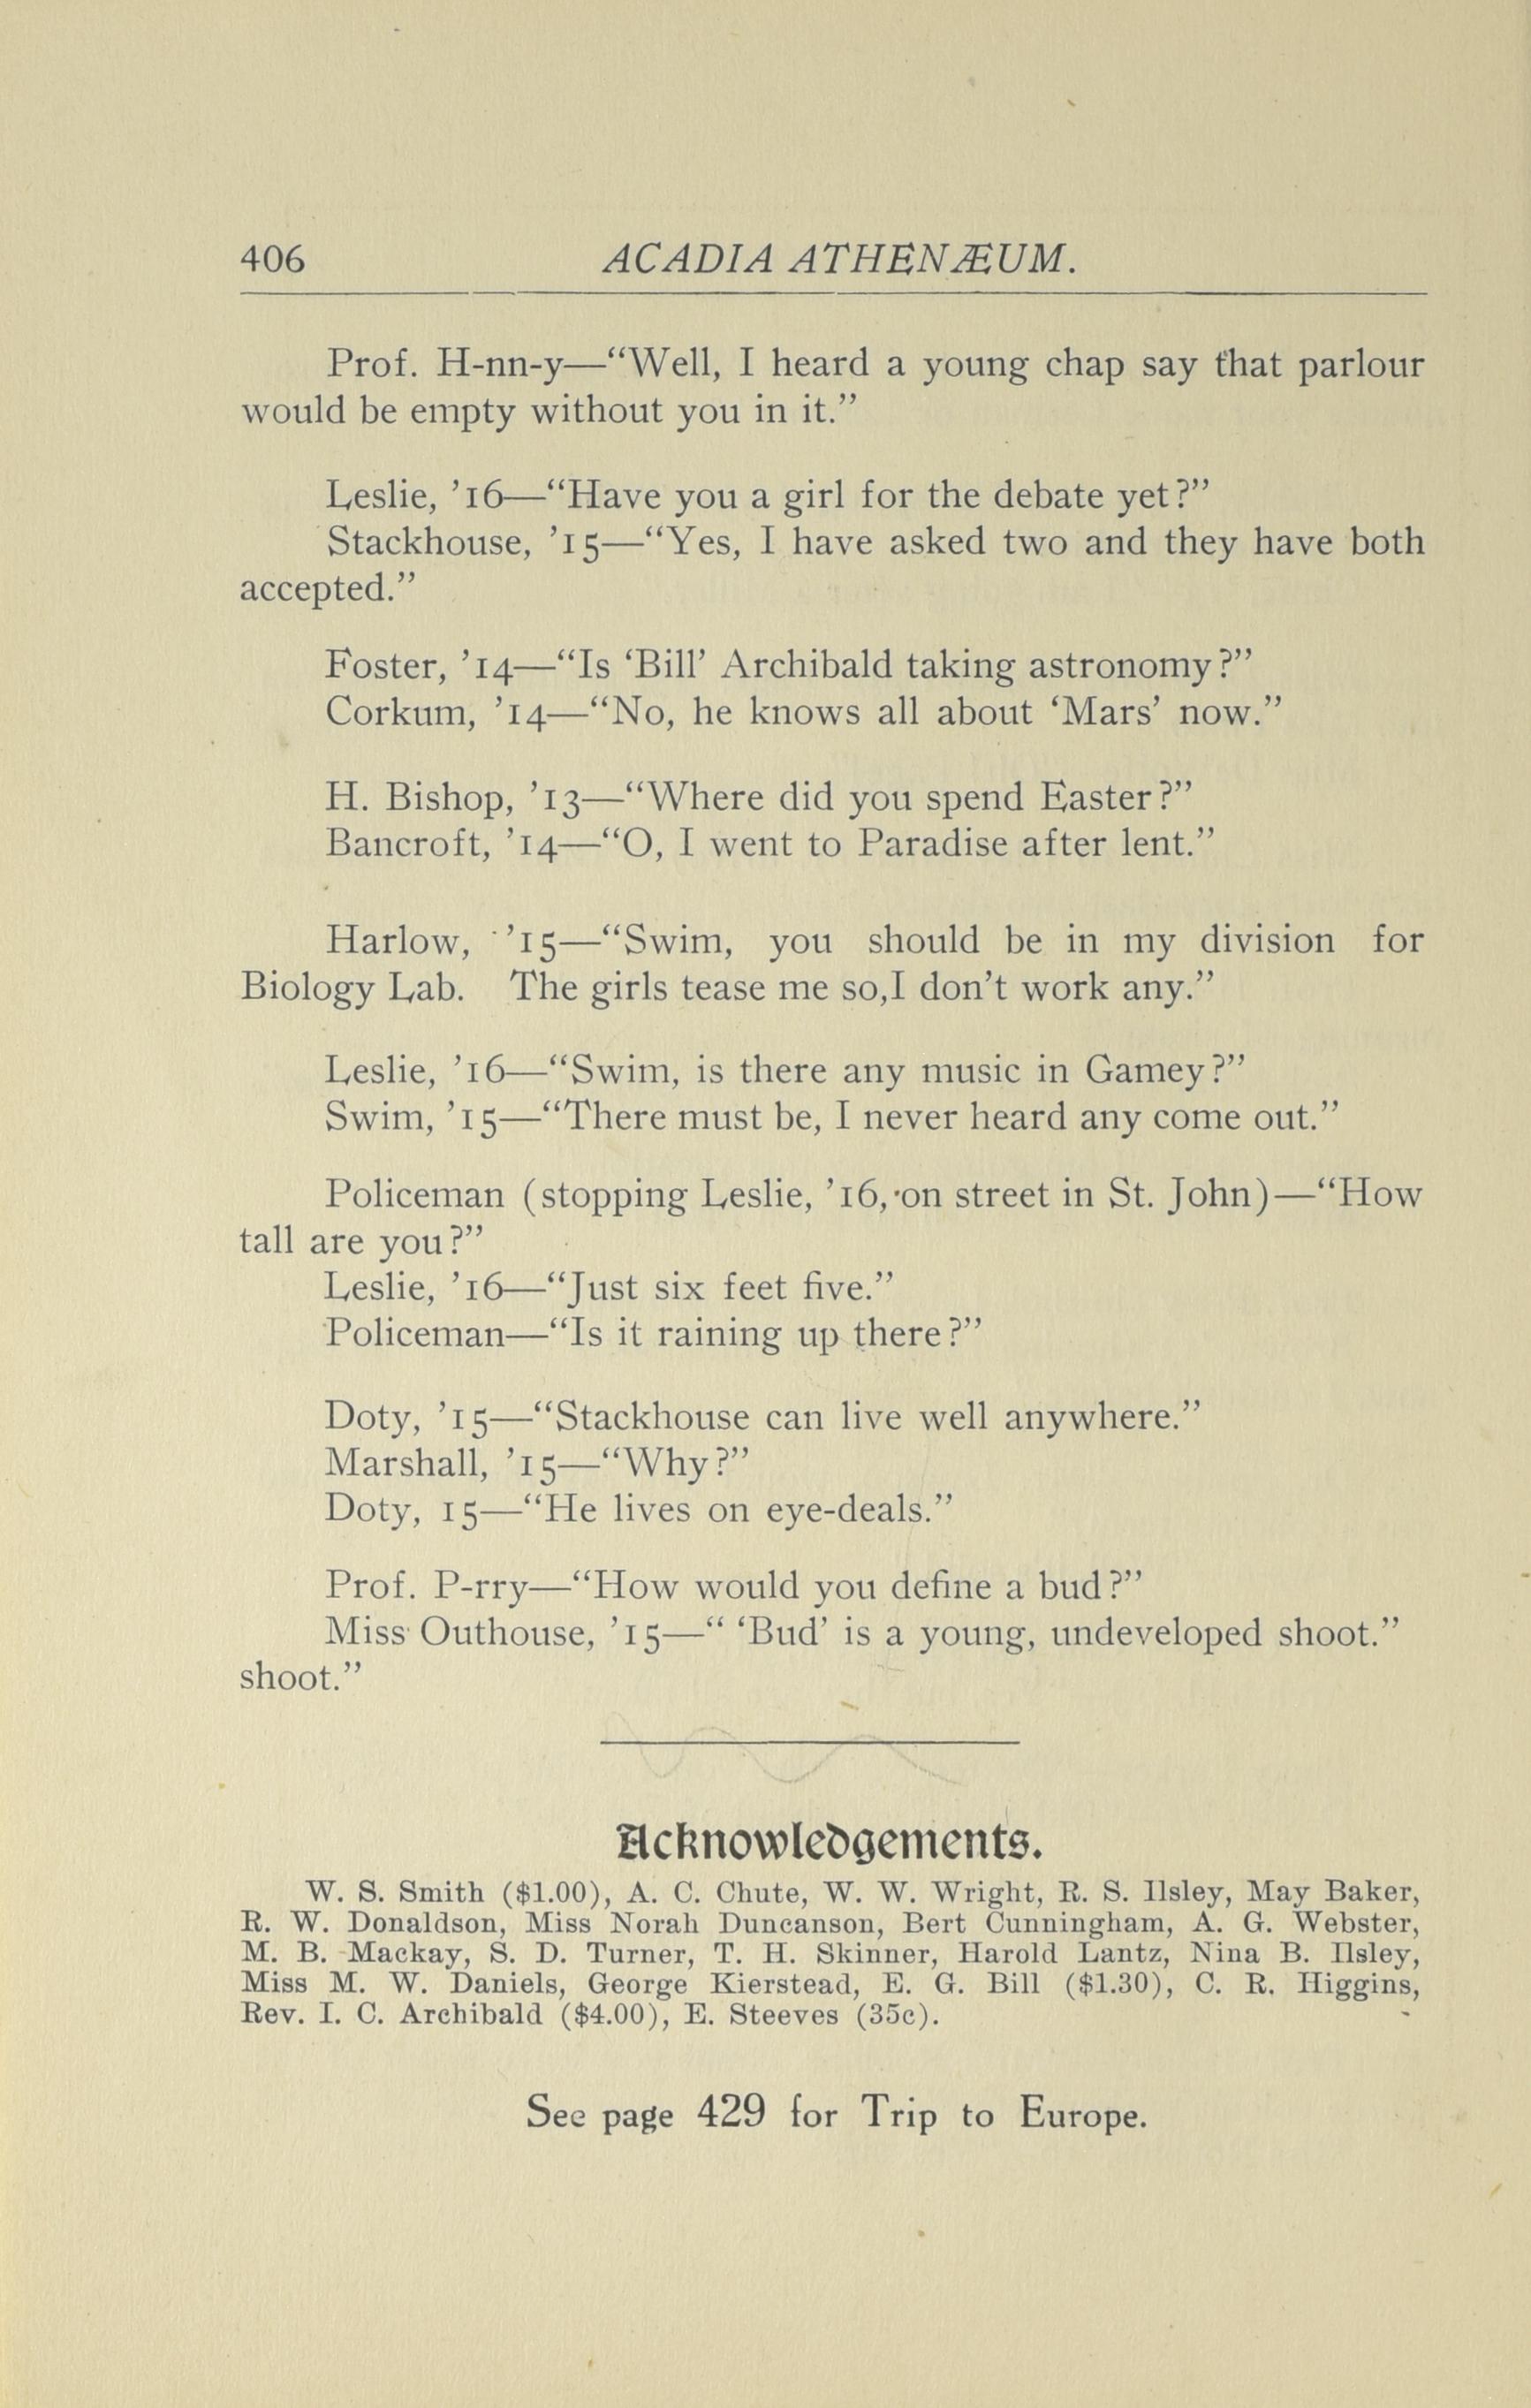 406 ACADIA ATHENÆUM.
Prof. H-nn-y—“Well, I heard a young chap say that parlour
would be empty without you in it.”
Leslie, ’16—“Have you a girl for the debate yet?”
Stackhouse, ’15—“Yes, I have asked two and they have both
accepted.”
Foster, ’14—“Is ‘Bill’ Archibald taking astronomy?”
Corkum, ’14—“No, he knows all about ‘Mars’ now.”
H. Bishop, ’13—“Where did you spend Easter?”
Bancroft, ’14—“O, I went to Paradise after lent.”
Harlow, ’15—“Swim, you should be in my division for
Biology Lab. The girls tease me so,I don’t work any.”
Leslie, ’16—“Swim, is there any music in Gamey?”
Swim, ’15—“There must be, I never heard any come out.”
Policeman (stopping Leslie, ’16, on street in St. John)—“How
tall are you?”
Leslie, ’16—“Just six feet five.”
Policeman—“Is it raining up there?”
Doty, ’15—“Stackhouse can live well anywhere.”
Marshall, ’15—“Why?”
Doty, 15—“He lives on eye-deals.”
Prof. P-rry—“How would you define a bud?”
Miss Outhouse, ’15—“ ‘Bud’ is a young, undeveloped shoot.”
shoot.”
Acknowledgements.
W. S. Smith ($1.00), A. C. Chute, W. W. Wright, R. S. Ilsley, May Baker,
R. W. Donaldson, Miss Norah Duncanson, Bert Cunningham, A. G. Webster,
M. B. Mackay, S. D. Turner, T. H. Skinner, Harold Lantz, Nina B. Ilsley,
Miss M. W. Daniels, George Kierstead, E. G. Bill ($1.30), C. R. Higgins,
Rev. I. C. Archibald ($4.00), E. Steeves (35c).
See page 429 for Trip to Europe.